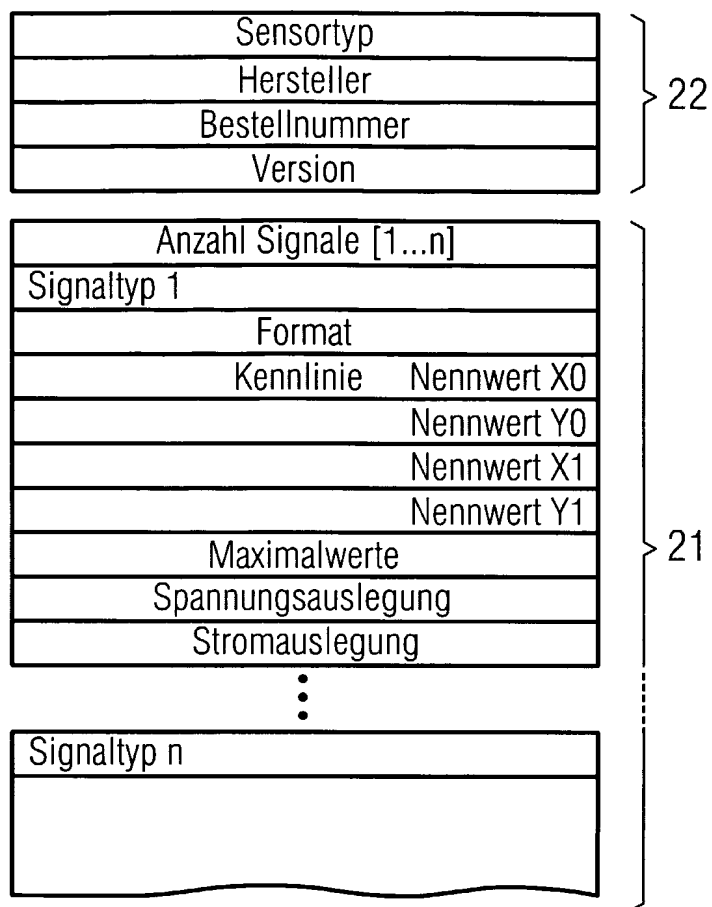 Sensortyp
Hersteller
Bestellnummer
Version
22
Anzahl Signale [1...n]
Signaltyp 1
Format
Kennlinie Nennwert X0
Nennwert Y0
Nennwert X1
Nennwert Y1
Maximalwerte
21
Spannungsauslegung
Stromauslegung
Signaltyp n